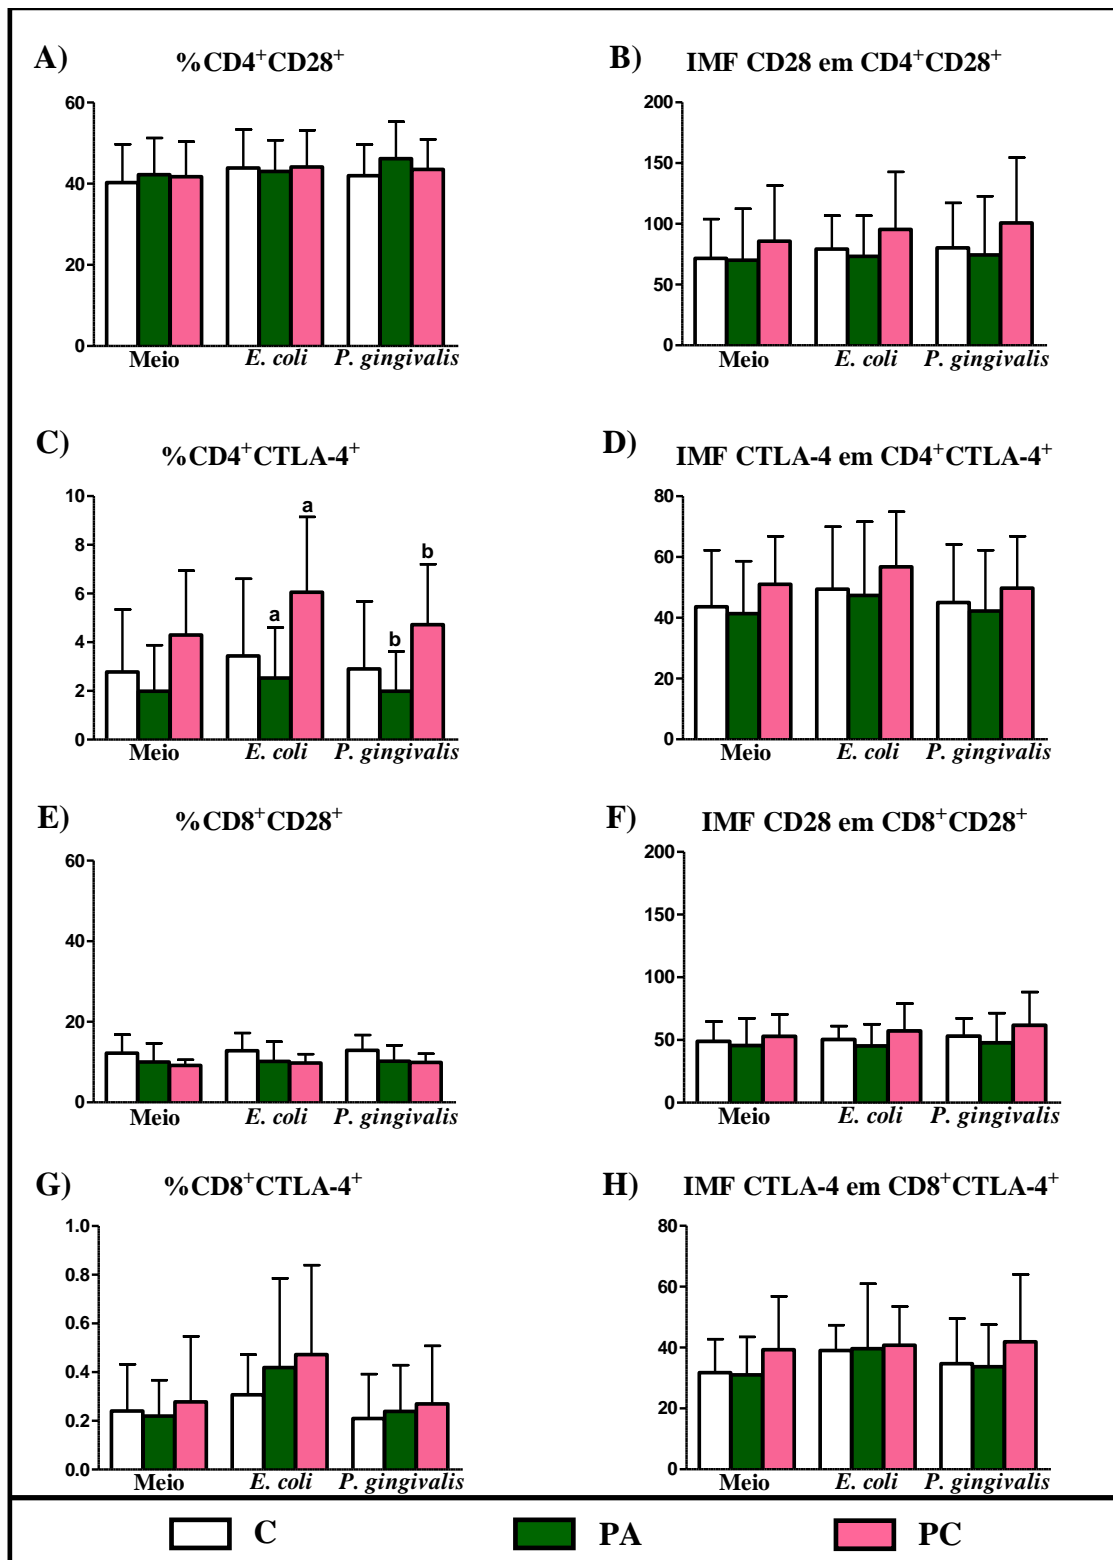 A) %CD4⁺CD28⁺
60
40
20
0
Meio E. coli P. gingivalis
B) IMF CD28 em CD4⁺CD28⁺
200
150
100
50
0
Meio E. coli P. gingivalis
C) %CD4⁺CTLA-4⁺
10
8
6
4
2
0
a a b b
Meio E. coli P. gingivalis
D) IMF CTLA-4 em CD4⁺CTLA-4⁺
80
60
40
20
0
Meio E. coli P. gingivalis
E) %CD8⁺CD28⁺
60
40
20
0
Meio E. coli P. gingivalis
F) IMF CD28 em CD8⁺CD28⁺
200
150
100
50
0
Meio E. coli P. gingivalis
G) %CD8⁺CTLA-4⁺
1.0
0.8
0.6
0.4
0.2
0.0
Meio E. coli P. gingivalis
H) IMF CTLA-4 em CD8⁺CTLA-4⁺
80
60
40
20
0
Meio E. coli P. gingivalis
C PA PC